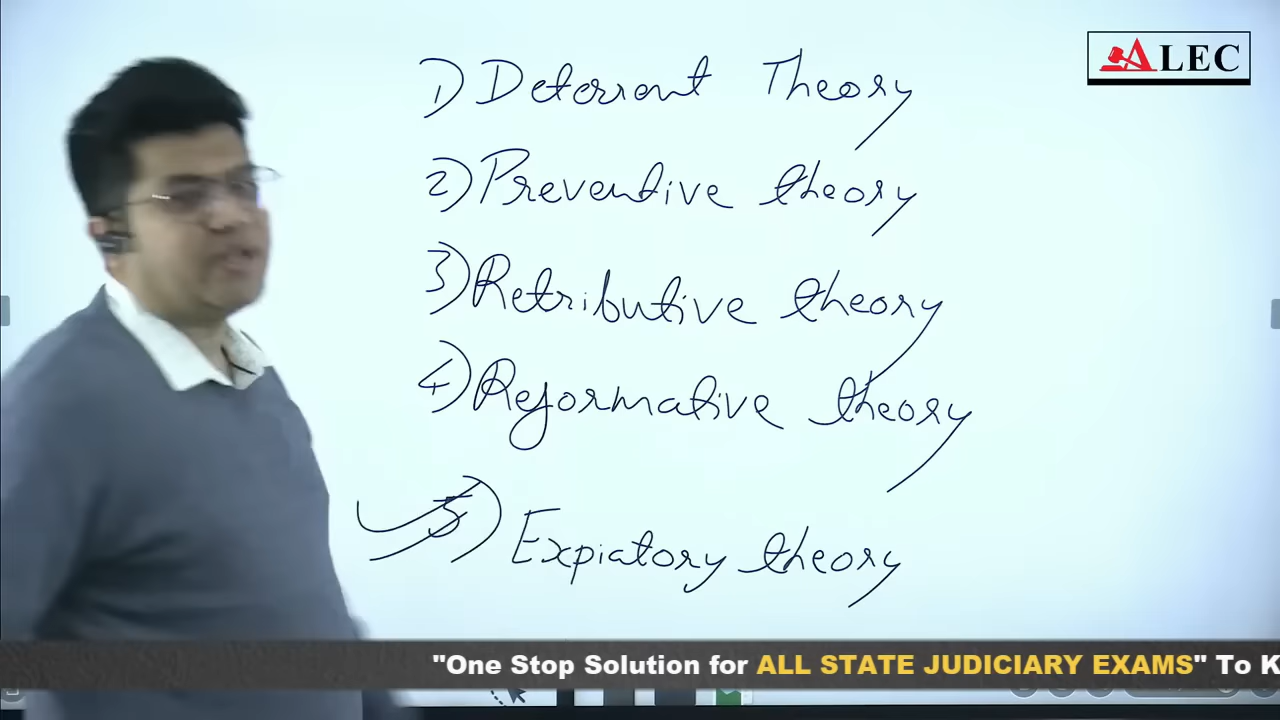 ALEC
1) Deterrent Theory
2) Preventive theory
3) Retributive theory
4) Reformative theory
5) Expiatory theory
"One Stop Solution for ALL STATE JUDICIARY EXAMS" To K